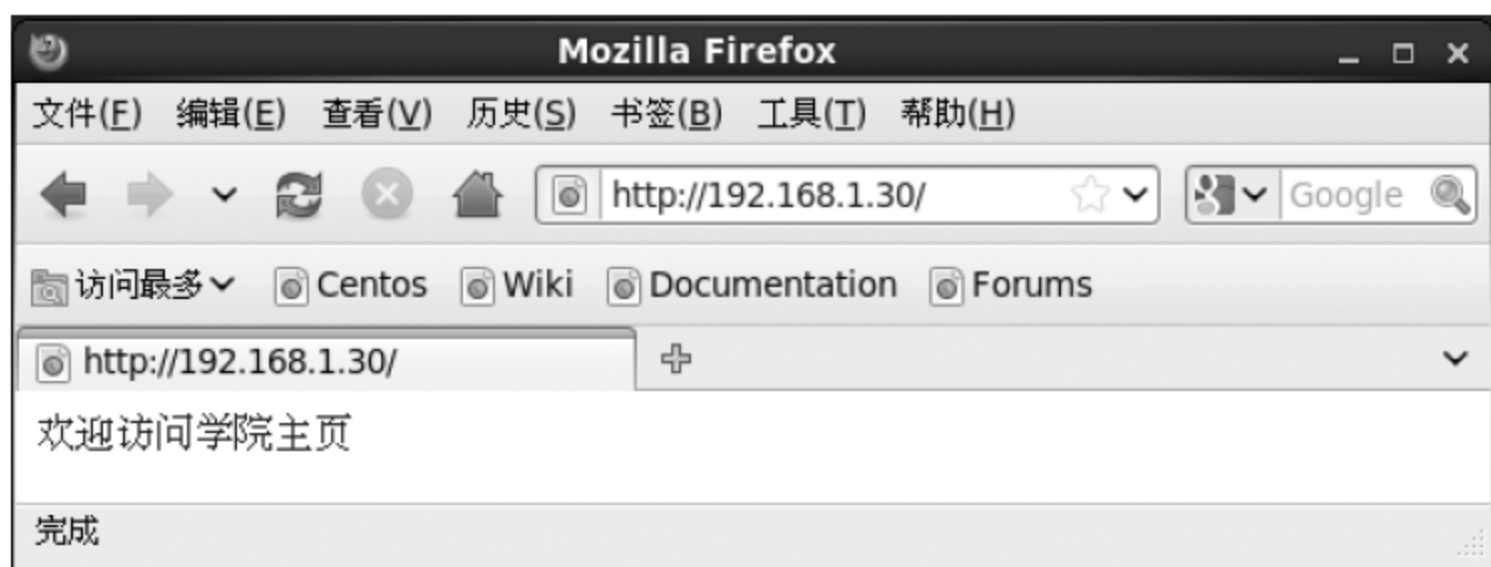 Mozilla Firefox
文件(F) 编辑(E) 查看(V) 历史(S) 书签(B) 工具(T) 帮助(H)
http://192.168.1.30/ Google
访问最多 Centos Wiki Documentation Forums
http://192.168.1.30/
欢迎访问学院主页
完成